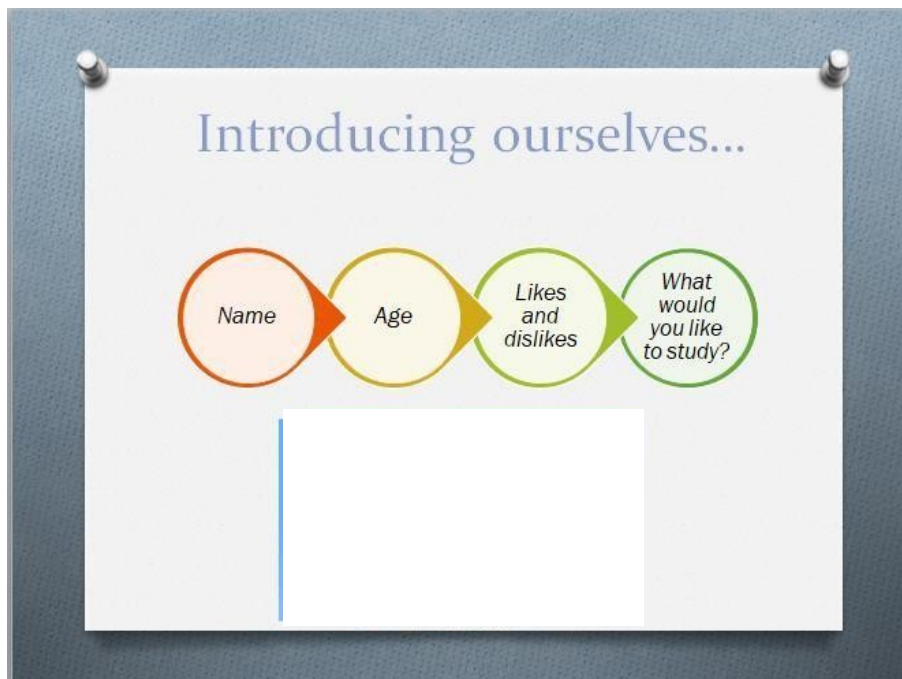 Introducing ourselves...
Name
Age
Likes
and
dislikes
What
would
you like
to study?